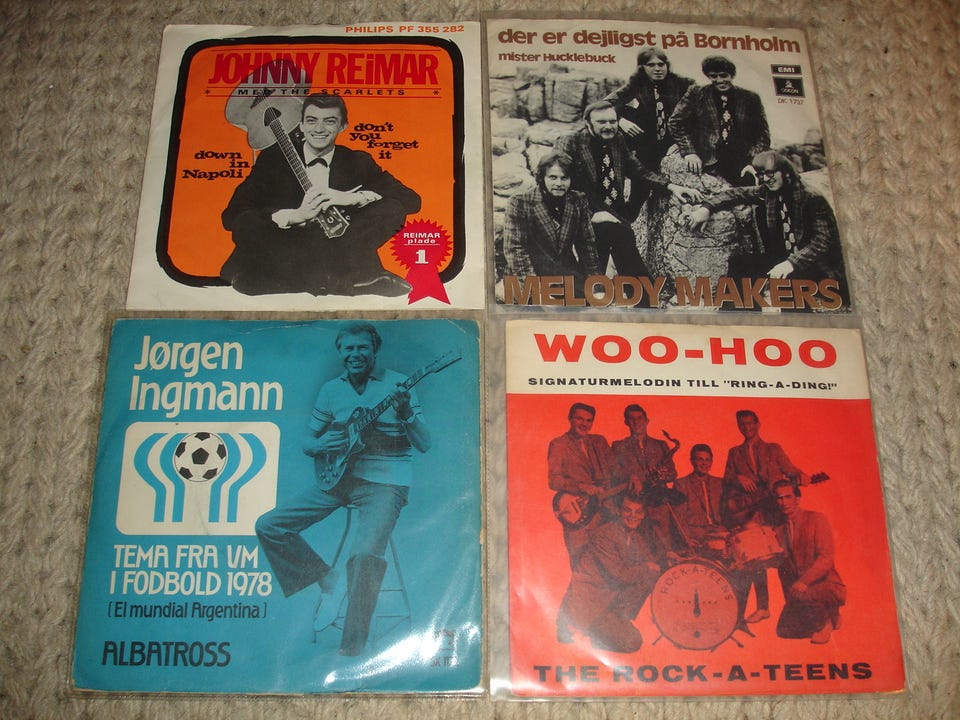 PHILIPS PF 355 282
JOHNNY REiMAR
* MED THE SCARLETS *
down
in
Napoli
don't
you
forget
it
REIMAR
plade
1
der er dejligst på Bornholm
mister Hucklebuck
EMI
ODEON
DK 1737
MELODY MAKERS
Jørgen
Ingmann
TEMA FRA VM
I FODBOLD 1978
(El mundial Argentina)
ALBATROSS
WOO-HOO
SIGNATURMELODIN TILL "RING-A-DING!"
ROCK-A-TEENS
THE ROCK-A-TEENS